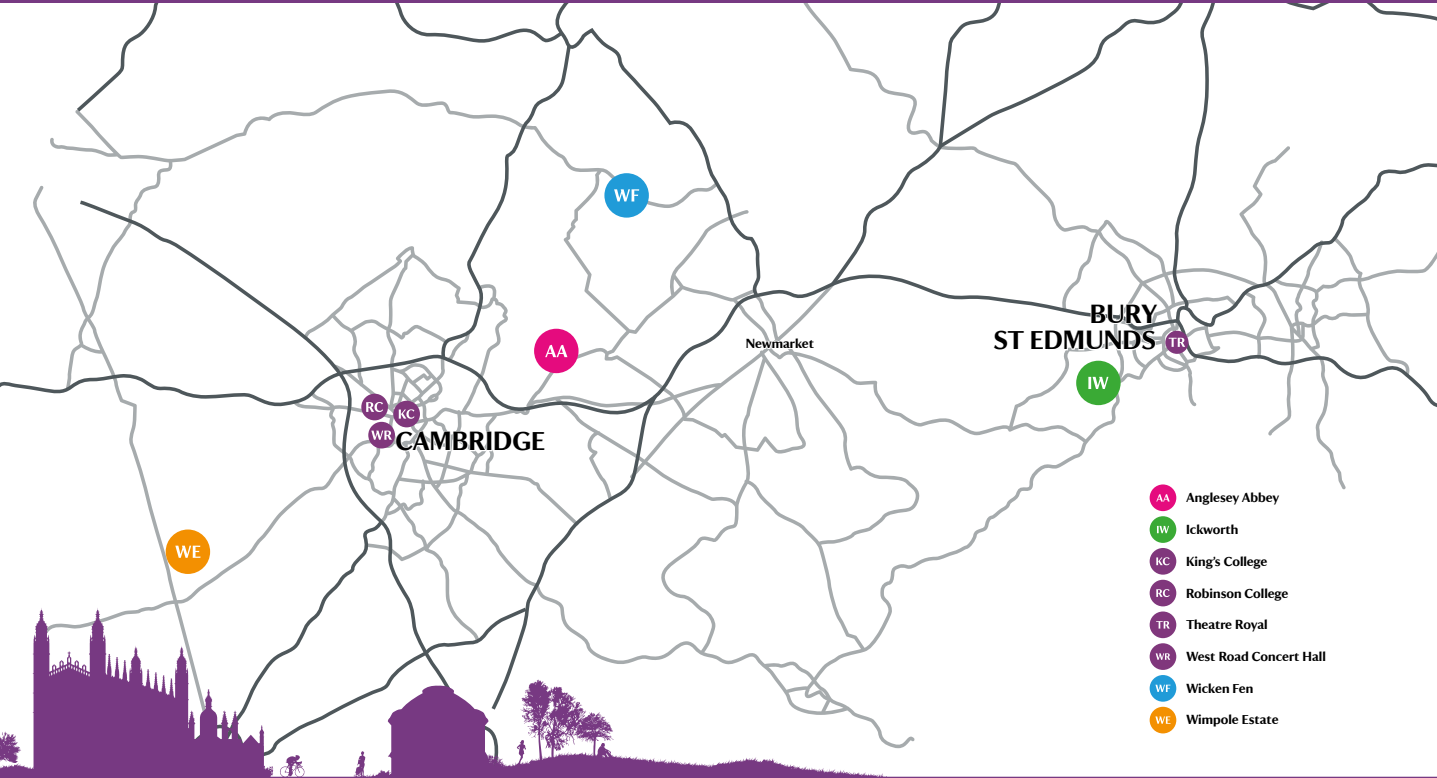 WF
BURY
ST EDMUNDS
TR
Newmarket
AA
IW
RC
KC
WR
CAMBRIDGE
WE
AA Anglesey Abbey
IW Ickworth
KC King's College
RC Robinson College
TR Theatre Royal
WR West Road Concert Hall
WF Wicken Fen
WE Wimpole Estate